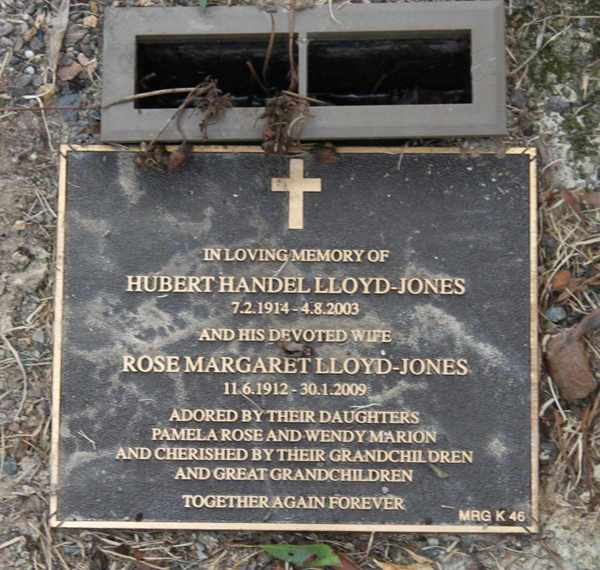 IN LOVING MEMORY OF
HUBERT HANDEL LLOYD-JONES
7.2.1914 - 4.8.2003
AND HIS DEVOTED WIFE
ROSE MARGARET LLOYD-JONES
11.6.1912 - 30.1.2009
ADORED BY THEIR DAUGHTERS
PAMELA ROSE AND WENDY MARION
AND CHERISHED BY THEIR GRANDCHILDREN
AND GREAT GRANDCHILDREN
TOGETHER AGAIN FOREVER
MRG K 46